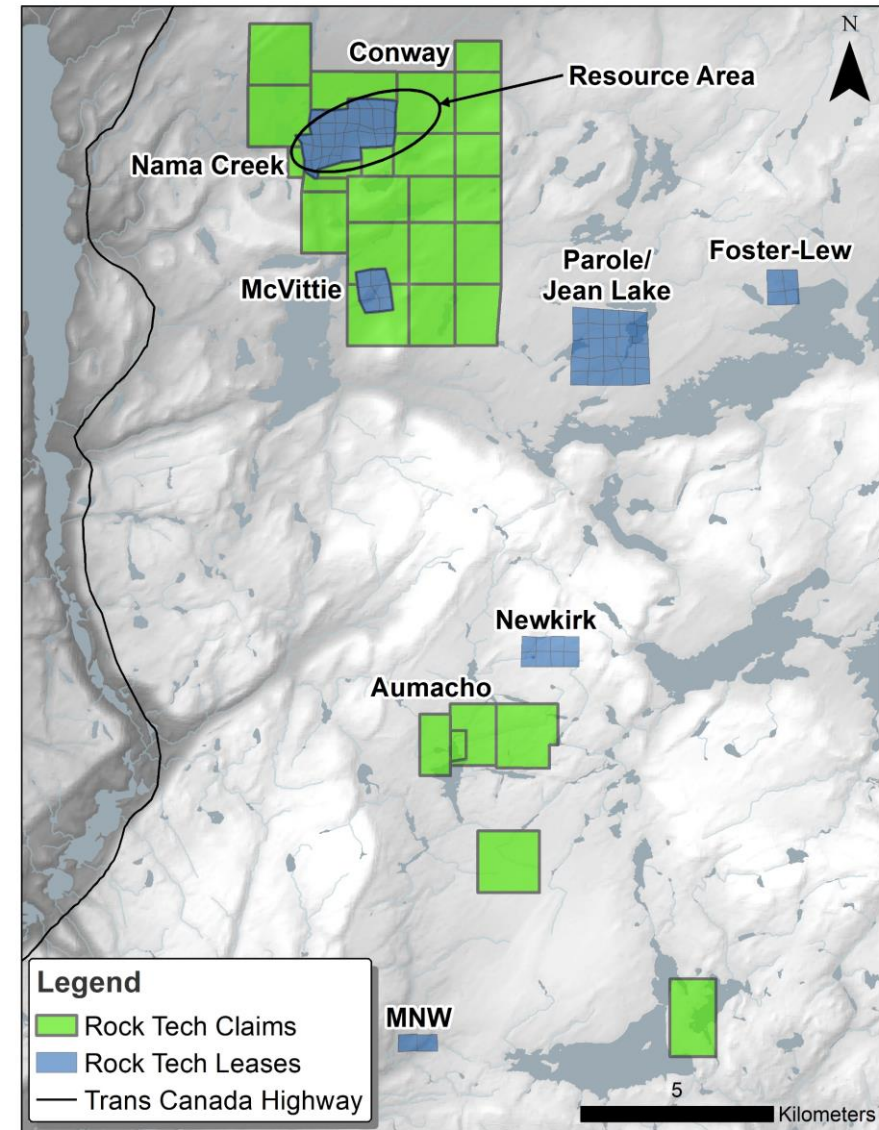 N
Conway
Resource Area
Nama Creek
Foster-Lew
Parole/
Jean Lake
McVittie
Newkirk
Aumacho
MNW
Legend
Rock Tech Claims
Rock Tech Leases
Trans Canada Highway
5
Kilometers